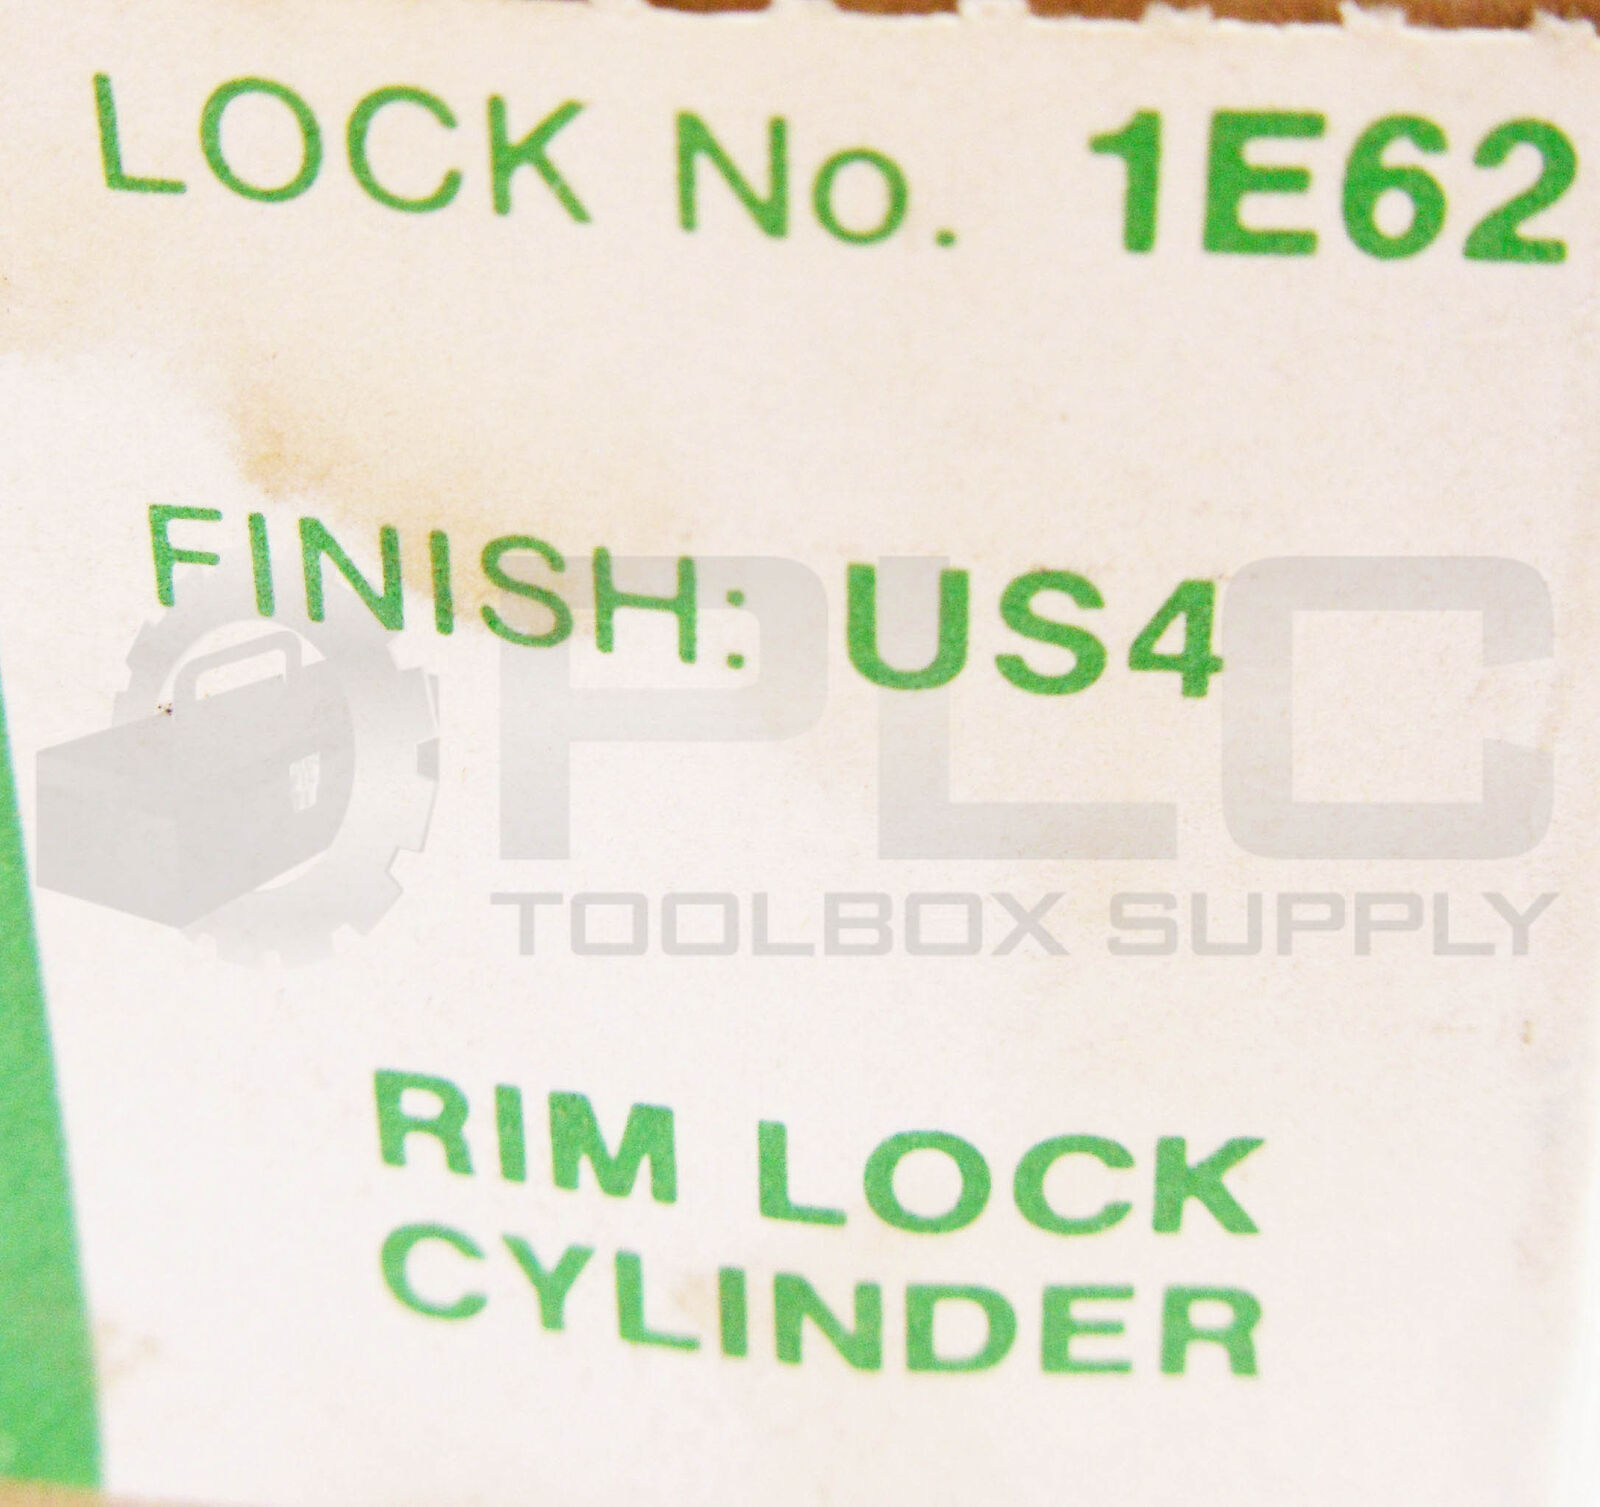 LOCK No. 1E62
FINISH: US4
PLC
TOOLBOX SUPPLY
RIM LOCK
CYLINDER